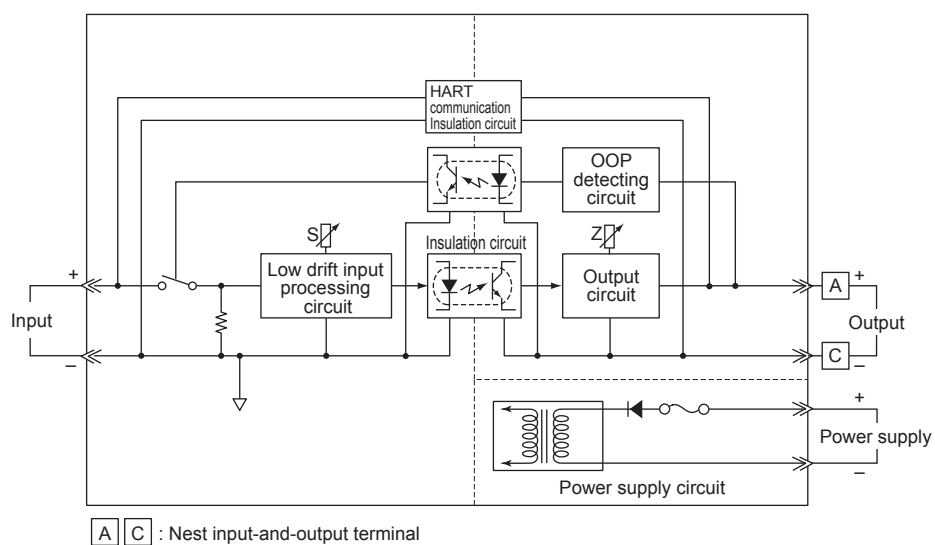 HART
communication
Insulation circuit
OOP
detecting
circuit
S
Insulation circuit
Z
Low drift input
processing
circuit
Output
circuit
+
Input
–
A
+
Output
C
–
+
Power supply
–
Power supply circuit
A C : Nest input-and-output terminal